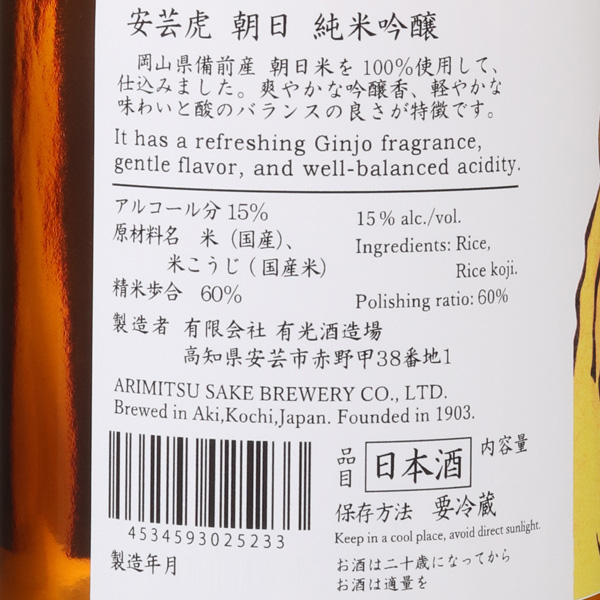 安芸虎 朝日 純米吟醸
岡山県備前産 朝日米を100%使用して、
仕込みました。爽やかな吟醸香、軽やかな
味わいと酸のバランスの良さが特徴です。
It has a refreshing Ginjo fragrance,
gentle flavor, and well-balanced acidity.
アルコール分15%
原材料名 米(国産)、
米こうじ(国産米)
精米歩合 60%
15% alc./vol.
Ingredients: Rice,
Rice koji.
Polishing ratio: 60%
製造者 有限会社 有光酒造場
高知県安芸市赤野甲38番地1
ARIMITSU SAKE BREWERY CO., LTD.
Brewed in Aki,Kochi,Japan. Founded in 1903.
4534593025233
製造年月
品目 日本酒 内容量
保存方法 要冷蔵
Keep in a cool place, avoid direct sunlight.
お酒は二十歳になってから
お酒は適量を